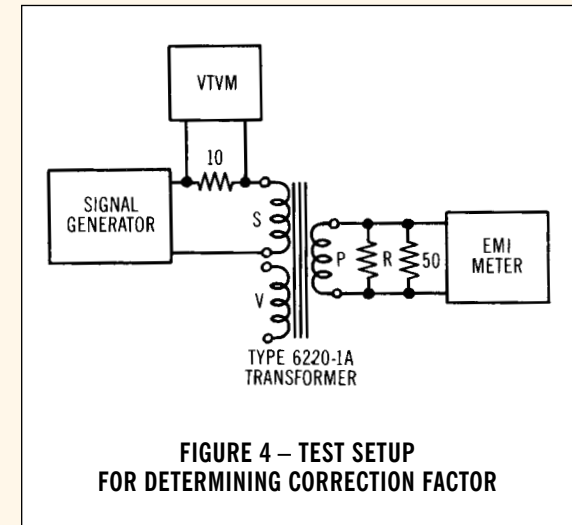 VTVM
10
SIGNAL
GENERATOR
S
V
P
R
50
EMI
METER
TYPE 6220-1A
TRANSFORMER
FIGURE 4 – TEST SETUP
FOR DETERMINING CORRECTION FACTOR